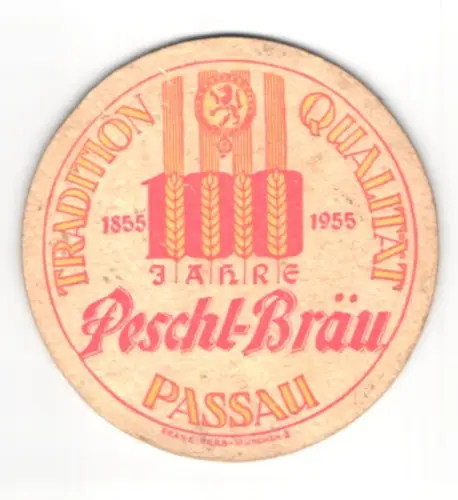 TRADITION
QUALITÄT
100
1855 1955
JAHRE
Peschl-Bräu
PASSAU